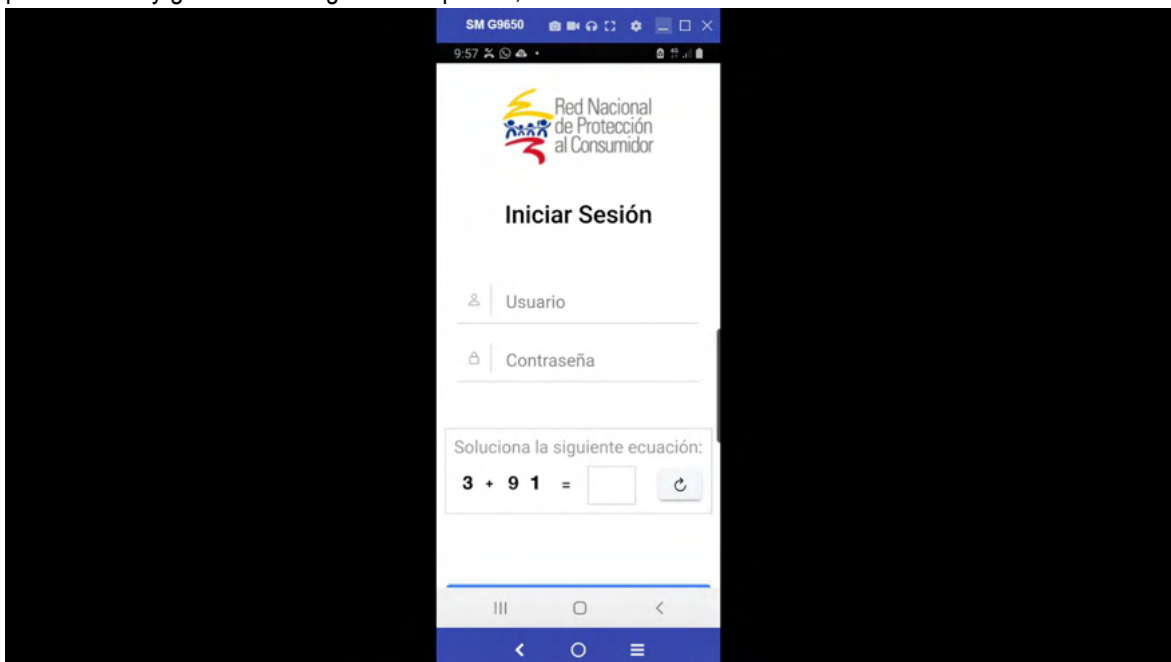 SM G9650
9:57
Red Nacional
de Protección
al Consumidor
Iniciar Sesión
Usuario
Contraseña
Soluciona la siguiente ecuación:
3 + 9 1 =